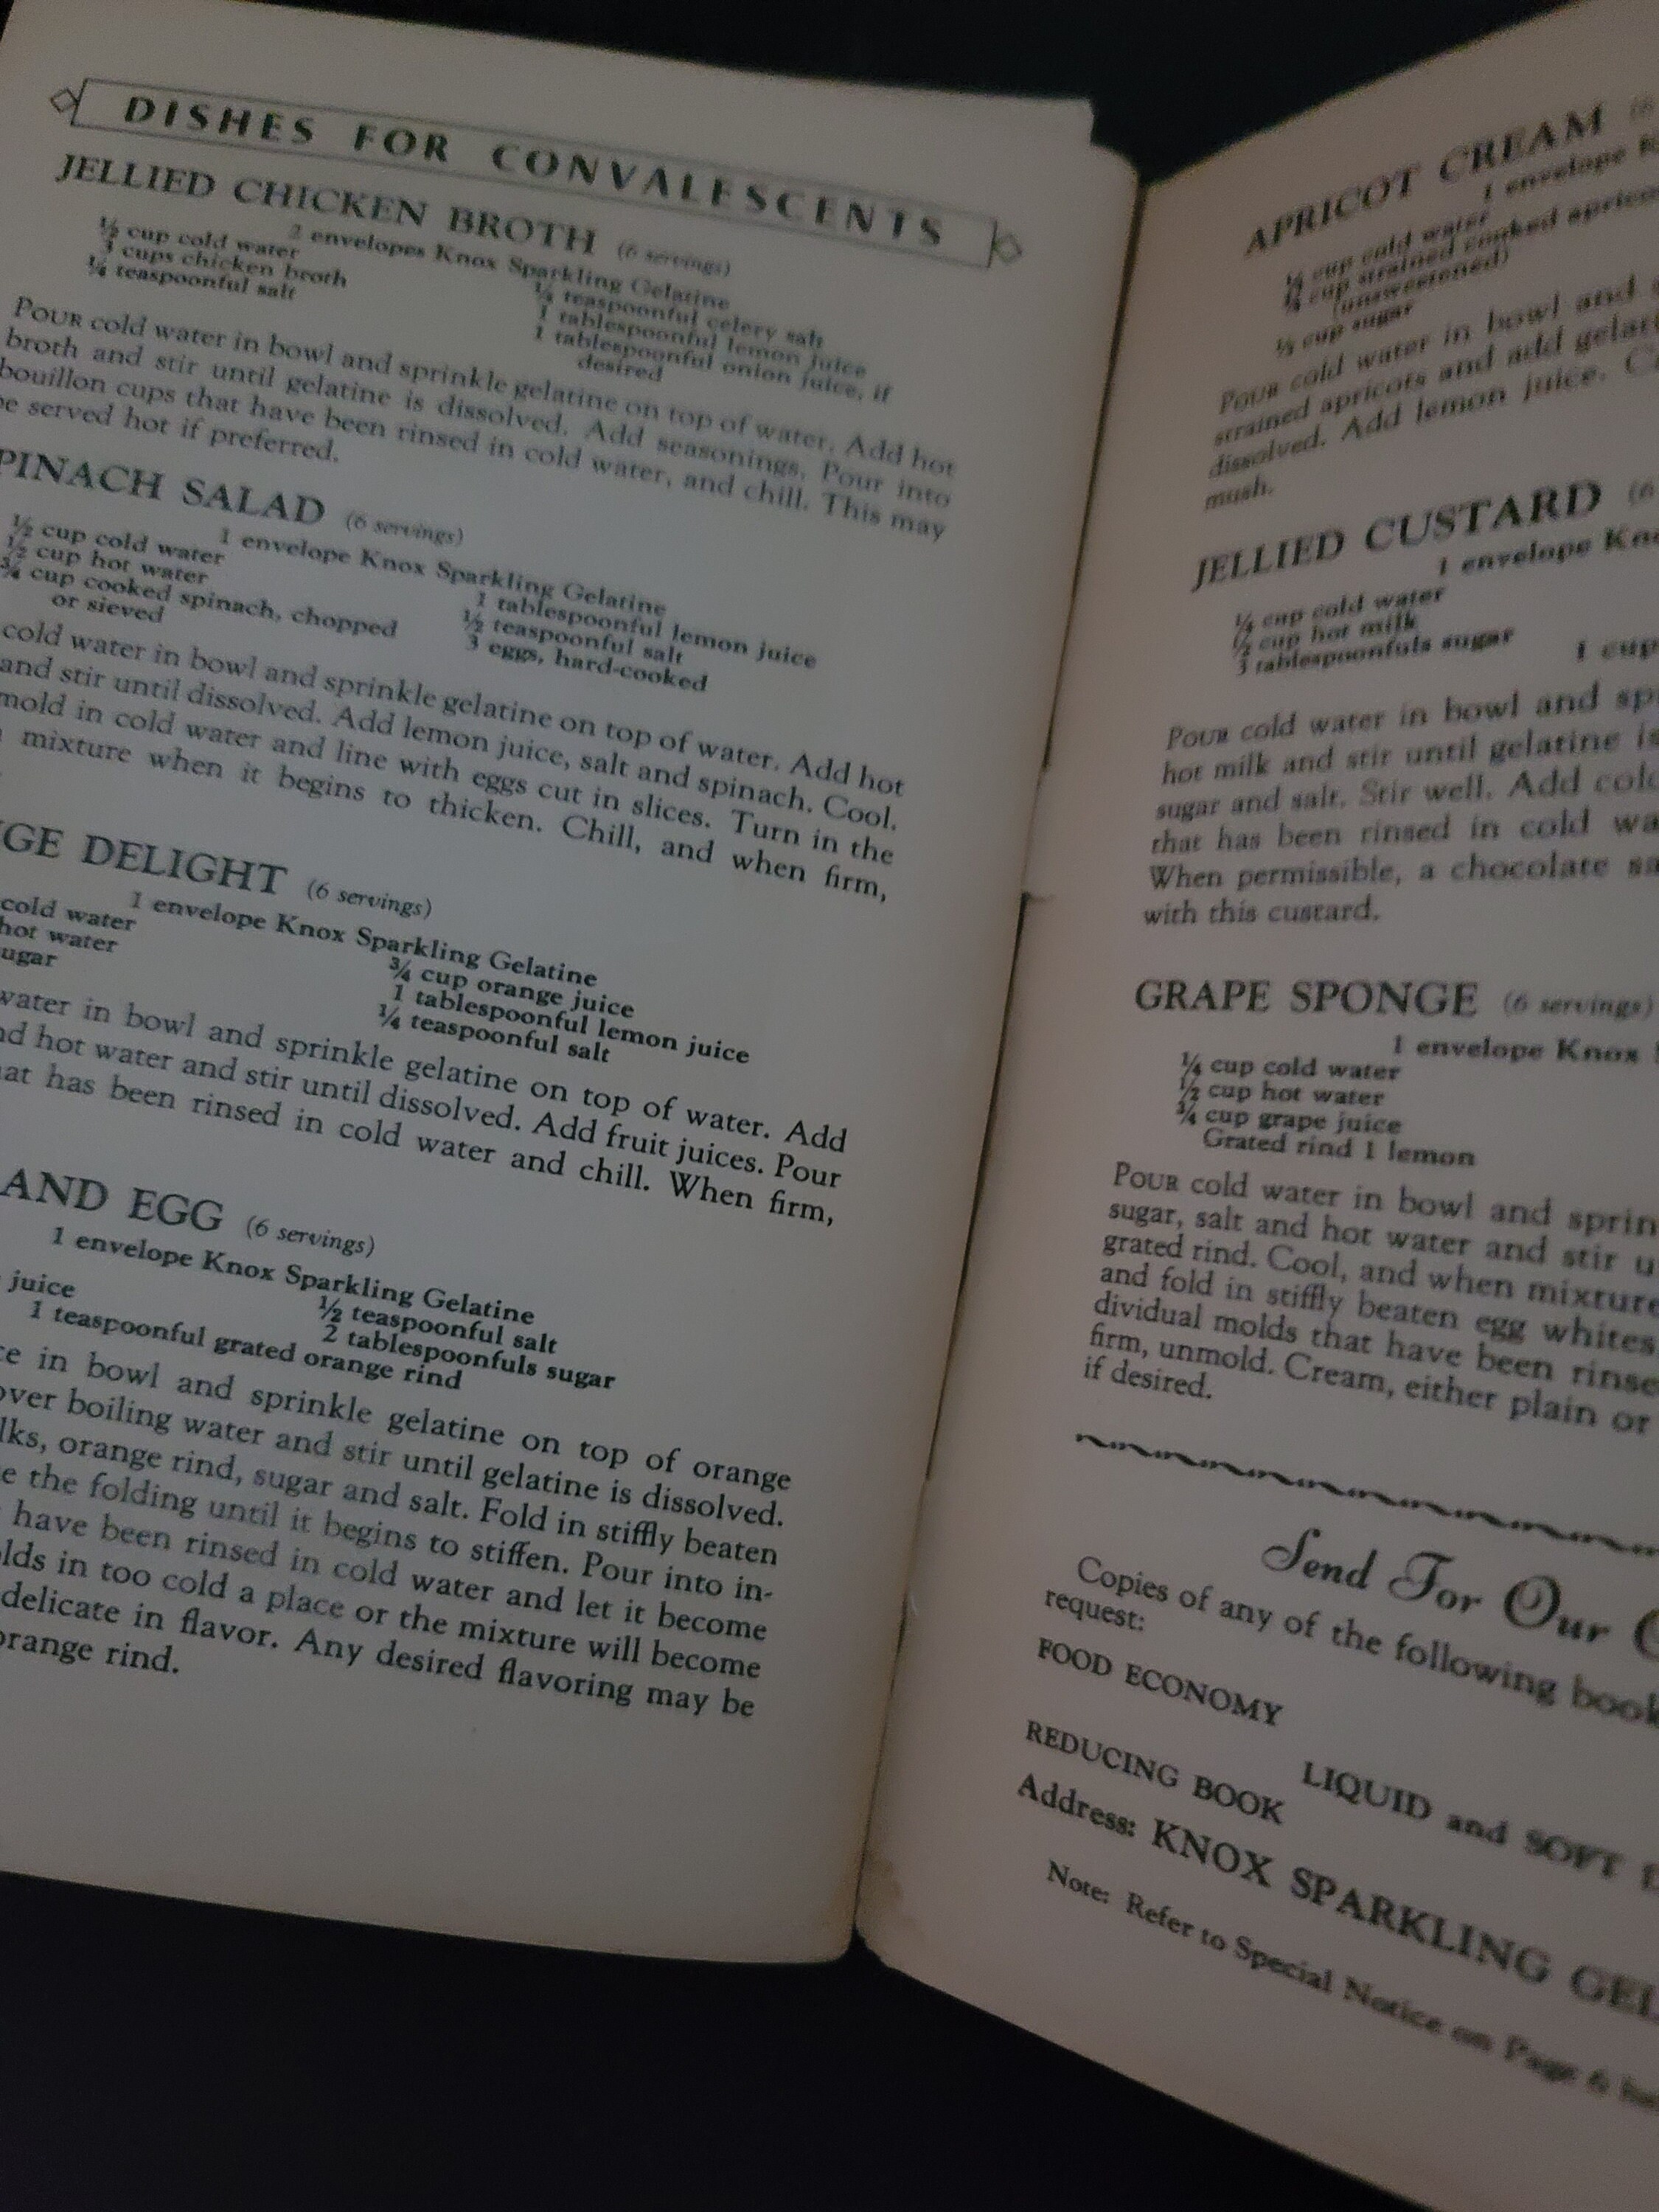 DISHES FOR CONVALESCENTS
JELLIED CHICKEN BROTH (6 servings)
2 envelopes Knox Sparkling Gelatine
½ cup cold water
3 cups chicken broth
¼ teaspoonful salt
¼ teaspoonful celery salt
1 tablespoonful lemon juice
1 tablespoonful onion juice, if
desired
POUR cold water in bowl and sprinkle gelatine on top of water. Add hot
broth and stir until gelatine is dissolved. Add seasonings. Pour into
bouillon cups that have been rinsed in cold water, and chill. This may
be served hot if preferred.
PINACH SALAD (6 servings)
1 envelope Knox Sparkling Gelatine
½ cup cold water
½ cup hot water
¾ cup cooked spinach, chopped
or sieved
1 tablespoonful lemon juice
½ teaspoonful salt
3 eggs, hard-cooked
cold water in bowl and sprinkle gelatine on top of water. Add hot
and stir until dissolved. Add lemon juice, salt and spinach. Cool.
mold in cold water and line with eggs cut in slices. Turn in the
mixture when it begins to thicken. Chill, and when firm,
GE DELIGHT (6 servings)
1 envelope Knox Sparkling Gelatine
cold water
hot water
ugar
¾ cup orange juice
1 tablespoonful lemon juice
¼ teaspoonful salt
water in bowl and sprinkle gelatine on top of water. Add
nd hot water and stir until dissolved. Add fruit juices. Pour
at has been rinsed in cold water and chill. When firm,
AND EGG (6 servings)
1 envelope Knox Sparkling Gelatine
juice
½ teaspoonful salt
2 tablespoonfuls sugar
1 teaspoonful grated orange rind
ce in bowl and sprinkle gelatine on top of orange
over boiling water and stir until gelatine is dissolved.
lks, orange rind, sugar and salt. Fold in stiffly beaten
e the folding until it begins to stiffen. Pour into in-
have been rinsed in cold water and let it become
lds in too cold a place or the mixture will become
delicate in flavor. Any desired flavoring may be
orange rind.
APRICOT CREAM (6
1 envelope K
¼ cup cold water
¾ cup strained cooked aprico
(unsweetened)
⅓ cup sugar
POUR cold water in bowl and
strained apricots and add gelati
dissolved. Add lemon juice. C
mush.
JELLIED CUSTARD (6
1 envelope Kno
¼ cup cold water
½ cup hot milk
3 tablespoonfuls sugar
1 cup
POUR cold water in bowl and sp
hot milk and stir until gelatine is
sugar and salt. Stir well. Add col
that has been rinsed in cold wa
When permissible, a chocolate sa
with this custard.
GRAPE SPONGE (6 servings)
1 envelope Knox
¼ cup cold water
½ cup hot water
¾ cup grape juice
Grated rind 1 lemon
POUR cold water in bowl and sprin
sugar, salt and hot water and stir u
grated rind. Cool, and when mixture
and fold in stiffly beaten egg whites.
dividual molds that have been rinse
firm, unmold. Cream, either plain or
if desired.
Send For Our
Copies of any of the following book
request:
FOOD ECONOMY
LIQUID and SOFT
REDUCING BOOK
Address: KNOX SPARKLING GEL
Note: Refer to Special Notice on Page 6